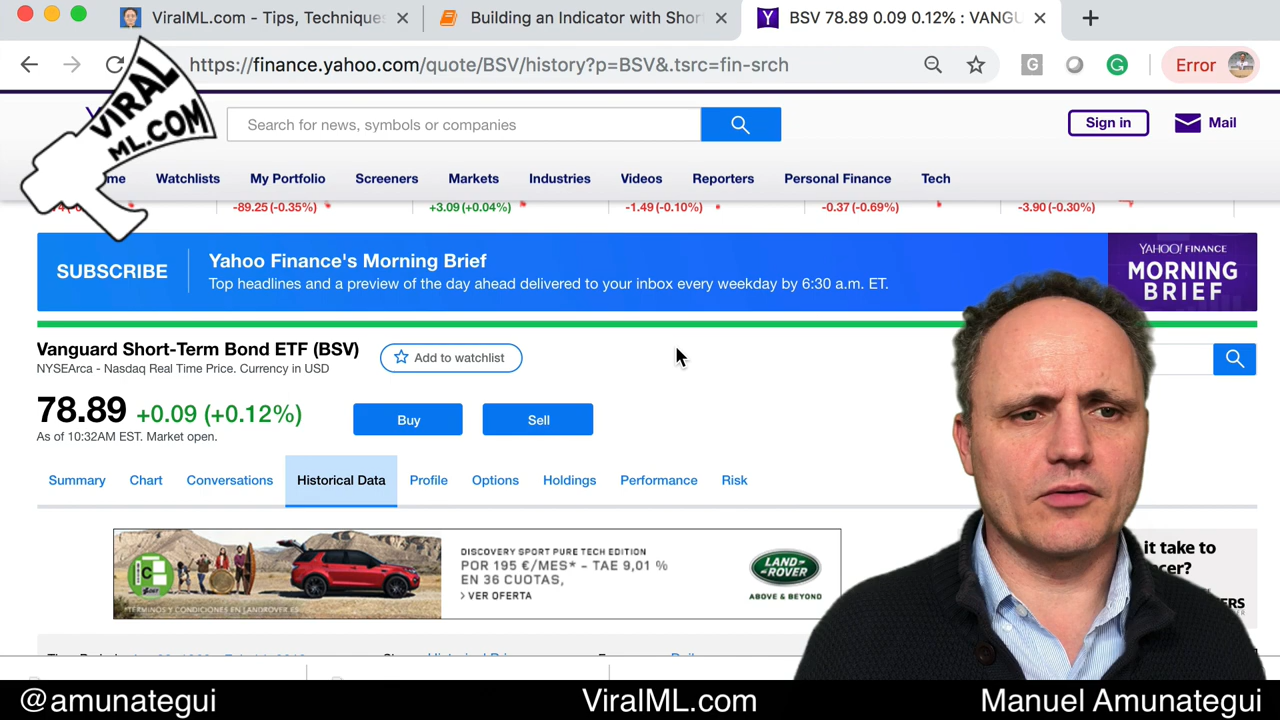 ViralML.com - Tips, Techniques
Building an Indicator with Shor
BSV 78.89 0.09 0.12% : VANGU
https://finance.yahoo.com/quote/BSV/history?p=BSV&.tsrc=fin-srch
G
Error
VIRAL
ML.COM
Search for news, symbols or companies
Sign in
Mail
me
Watchlists
My Portfolio
Screeners
Markets
Industries
Videos
Reporters
Personal Finance
Tech
-89.25 (-0.35%)
+3.09 (+0.04%)
-1.49 (-0.10%)
-0.37 (-0.69%)
-3.90 (-0.30%)
SUBSCRIBE
Yahoo Finance's Morning Brief
Top headlines and a preview of the day ahead delivered to your inbox every weekday by 6:30 a.m. ET.
YAHOO! FINANCE
MORNING
BRIEF
Vanguard Short-Term Bond ETF (BSV)
Add to watchlist
NYSEArca - Nasdaq Real Time Price. Currency in USD
78.89 +0.09 (+0.12%)
As of 10:32AM EST. Market open.
Buy
Sell
Summary
Chart
Conversations
Historical Data
Profile
Options
Holdings
Performance
Risk
DISCOVERY SPORT PURE TECH EDITION
POR 195 €/MES* - TAE 9,01 %
EN 36 CUOTAS,
> VER OFERTA
*TÉRMINOS Y CONDICIONES EN LANDROVER.ES
LAND
ROVER
ABOVE & BEYOND
it take to
@amunategui
ViralML.com
Manuel Amunategui